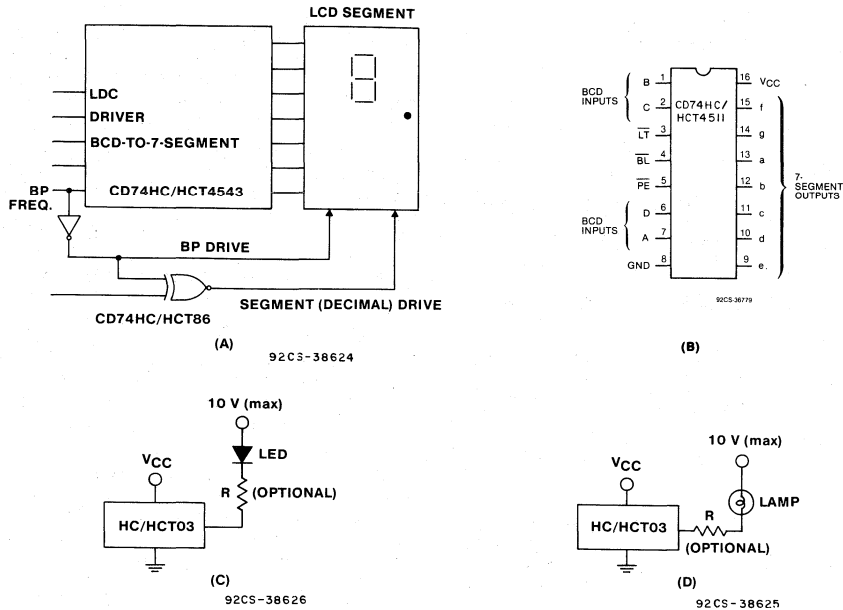 LCD SEGMENT
LDC
DRIVER
BCD-TO-7-SEGMENT
BP
FREQ.
CD74HC/HCT4543
BP DRIVE
SEGMENT (DECIMAL) DRIVE
CD74HC/HCT86
(A)
92CS-38624
BCD
INPUTS
B 1
C 2
LT 3
BL 4
PE 5
BCD
INPUTS
D 6
A 7
GND 8
CD74HC/
HCT4511
16 VCC
15 f
14 g
13 a
12 b
11 c
10 d
9 e.
7-
SEGMENT
OUTPUTS
92CS-36779
(B)
10 V (max)
LED
VCC
R (OPTIONAL)
HC/HCT03
(C)
92CS-38626
10 V (max)
VCC
LAMP
HC/HCT03
R
(OPTIONAL)
(D)
92CS-38625